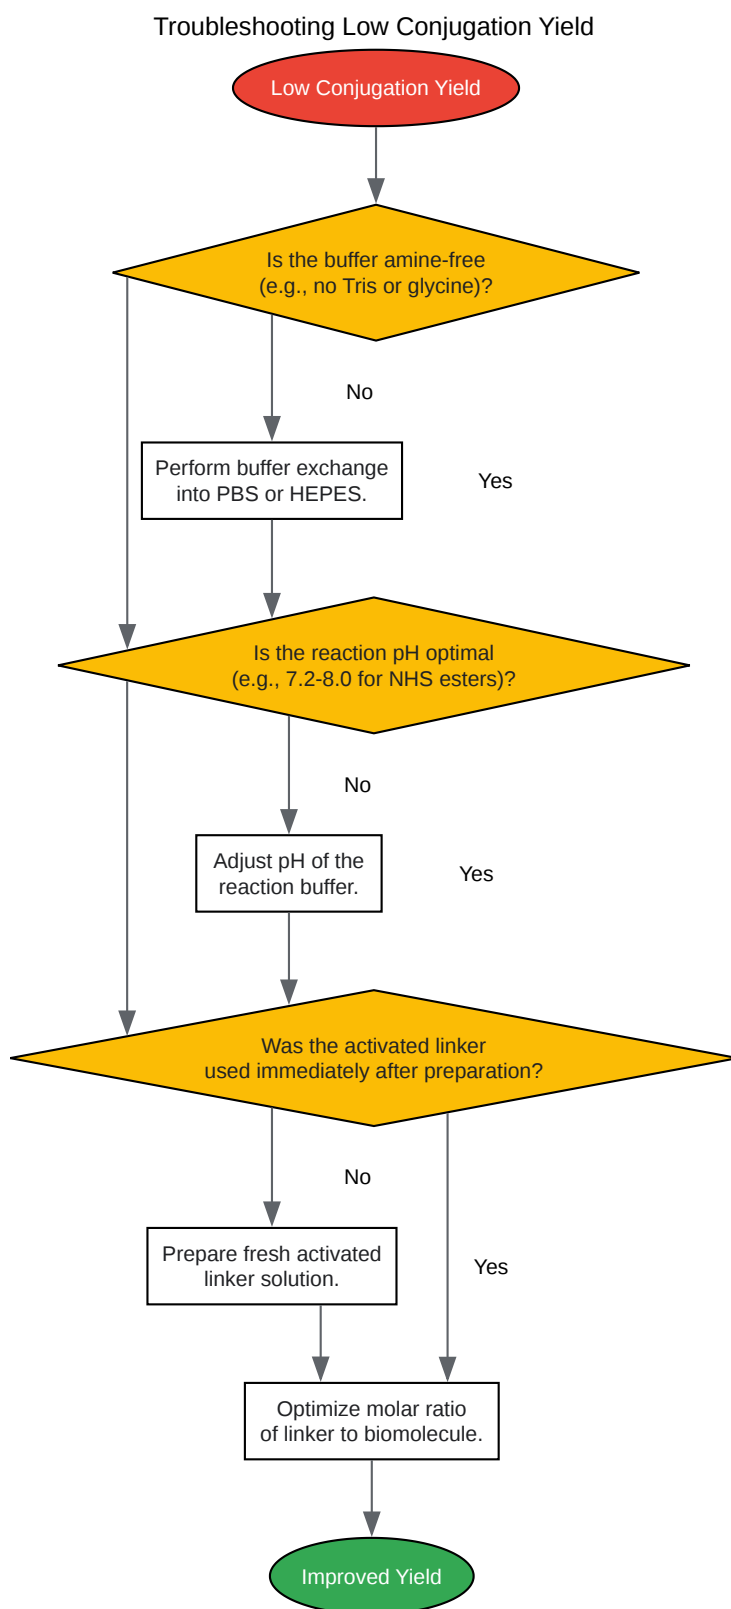 Troubleshooting Low Conjugation Yield
Low Conjugation Yield
Is the buffer amine-free
(e.g., no Tris or glycine)?
No
Perform buffer exchange
into PBS or HEPES.
Yes
Is the reaction pH optimal
(e.g., 7.2-8.0 for NHS esters)?
No
Adjust pH of the
reaction buffer.
Yes
Was the activated linker
used immediately after preparation?
No
Prepare fresh activated
linker solution.
Yes
Optimize molar ratio
of linker to biomolecule.
Improved Yield